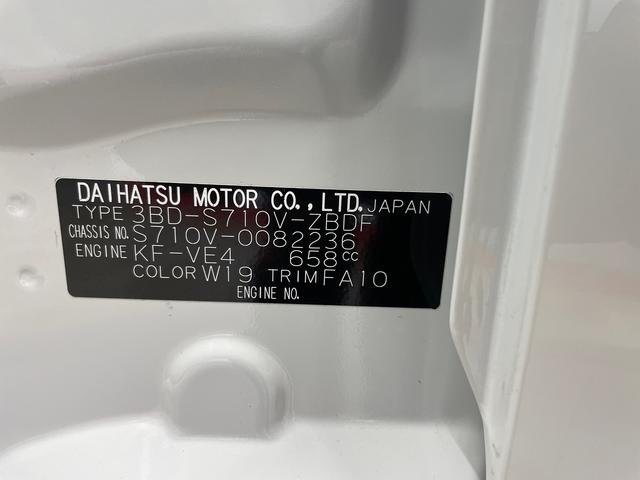 DAIHATSU MOTOR CO.,LTD. JAPAN
TYPE 3BD-S710V-ZBDF
CHASSIS NO. S710V-0082236
ENGINE KF-VE4 658cc
COLOR W19 TRIM FA10
ENGINE NO.